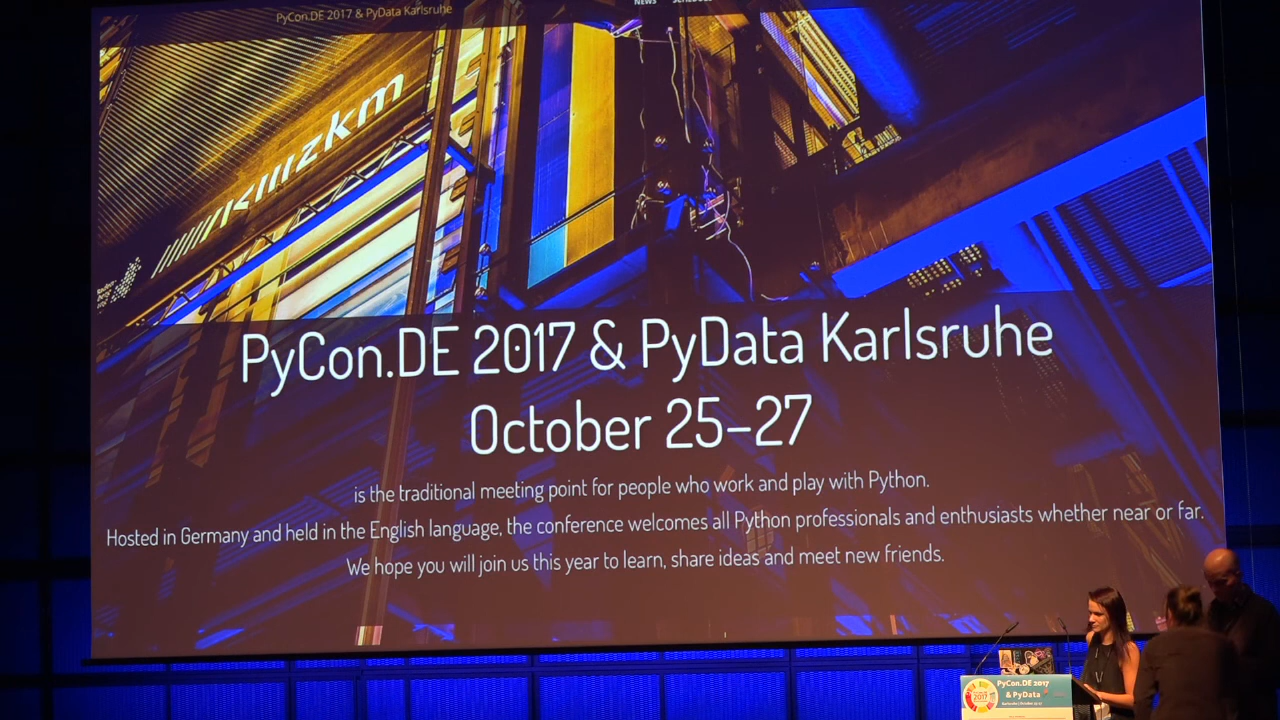 PyCon.DE 2017 & PyData Karlsruhe
NEWS
zkm
PyCon.DE 2017 & PyData Karlsruhe
October 25–27
is the traditional meeting point for people who work and play with Python.
Hosted in Germany and held in the English language, the conference welcomes all Python professionals and enthusiasts whether near or far.
We hope you will join us this year to learn, share ideas and meet new friends.
2017
PyCon.DE 2017
& PyData